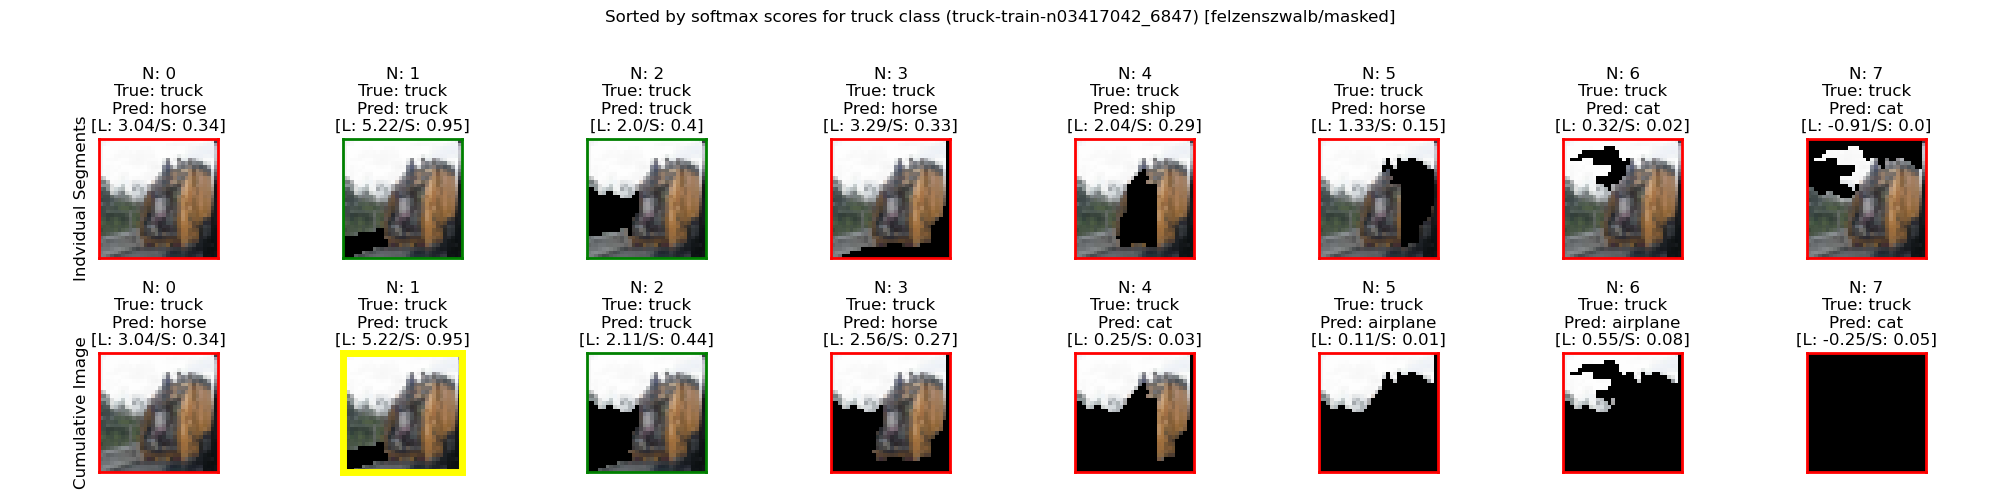 Sorted by softmax scores for truck class (truck-train-n03417042_6847) [felzenszwalb/masked]
Individual Segments
N: 0
True: truck
Pred: horse
[L: 3.04/S: 0.34]
N: 1
True: truck
Pred: truck
[L: 5.22/S: 0.95]
N: 2
True: truck
Pred: truck
[L: 2.0/S: 0.4]
N: 3
True: truck
Pred: horse
[L: 3.29/S: 0.33]
N: 4
True: truck
Pred: ship
[L: 2.04/S: 0.29]
N: 5
True: truck
Pred: horse
[L: 1.33/S: 0.15]
N: 6
True: truck
Pred: cat
[L: 0.32/S: 0.02]
N: 7
True: truck
Pred: cat
[L: -0.91/S: 0.0]
Cumulative Image
N: 0
True: truck
Pred: horse
[L: 3.04/S: 0.34]
N: 1
True: truck
Pred: truck
[L: 5.22/S: 0.95]
N: 2
True: truck
Pred: truck
[L: 2.11/S: 0.44]
N: 3
True: truck
Pred: horse
[L: 2.56/S: 0.27]
N: 4
True: truck
Pred: cat
[L: 0.25/S: 0.03]
N: 5
True: truck
Pred: airplane
[L: 0.11/S: 0.01]
N: 6
True: truck
Pred: airplane
[L: 0.55/S: 0.08]
N: 7
True: truck
Pred: cat
[L: -0.25/S: 0.05]